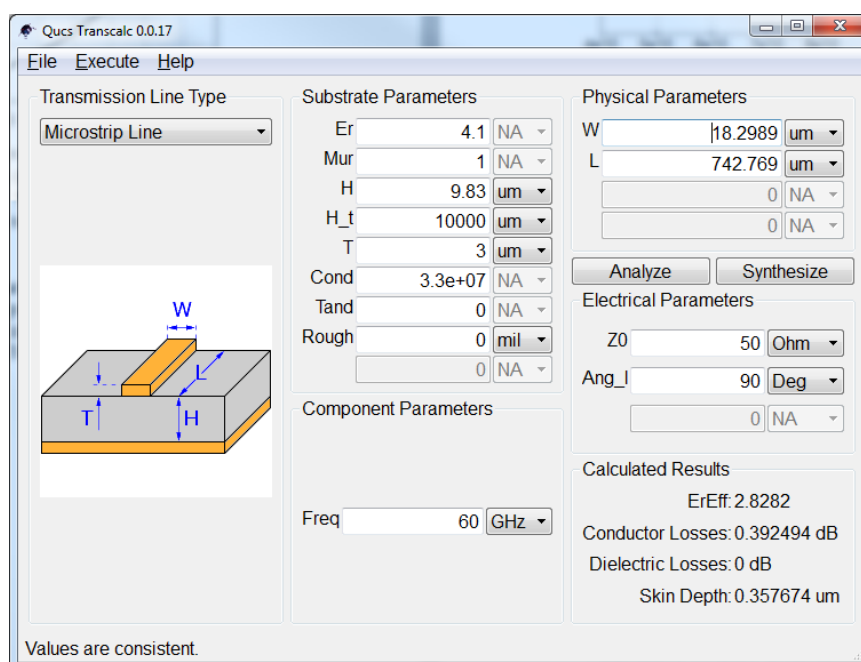 Qucs Transcalc 0.0.17
File Execute Help
Transmission Line Type
Microstrip Line
W
L
T
H
Substrate Parameters
Er 4.1 NA
Mur 1 NA
H 9.83 um
H_t 10000 um
T 3 um
Cond 3.3e+07 NA
Tand 0 NA
Rough 0 mil
0 NA
Component Parameters
Freq 60 GHz
Physical Parameters
W 18.2989 um
L 742.769 um
0 NA
0 NA
Analyze Synthesize
Electrical Parameters
Z0 50 Ohm
Ang_l 90 Deg
0 NA
Calculated Results
ErEff: 2.8282
Conductor Losses: 0.392494 dB
Dielectric Losses: 0 dB
Skin Depth: 0.357674 um
Values are consistent.